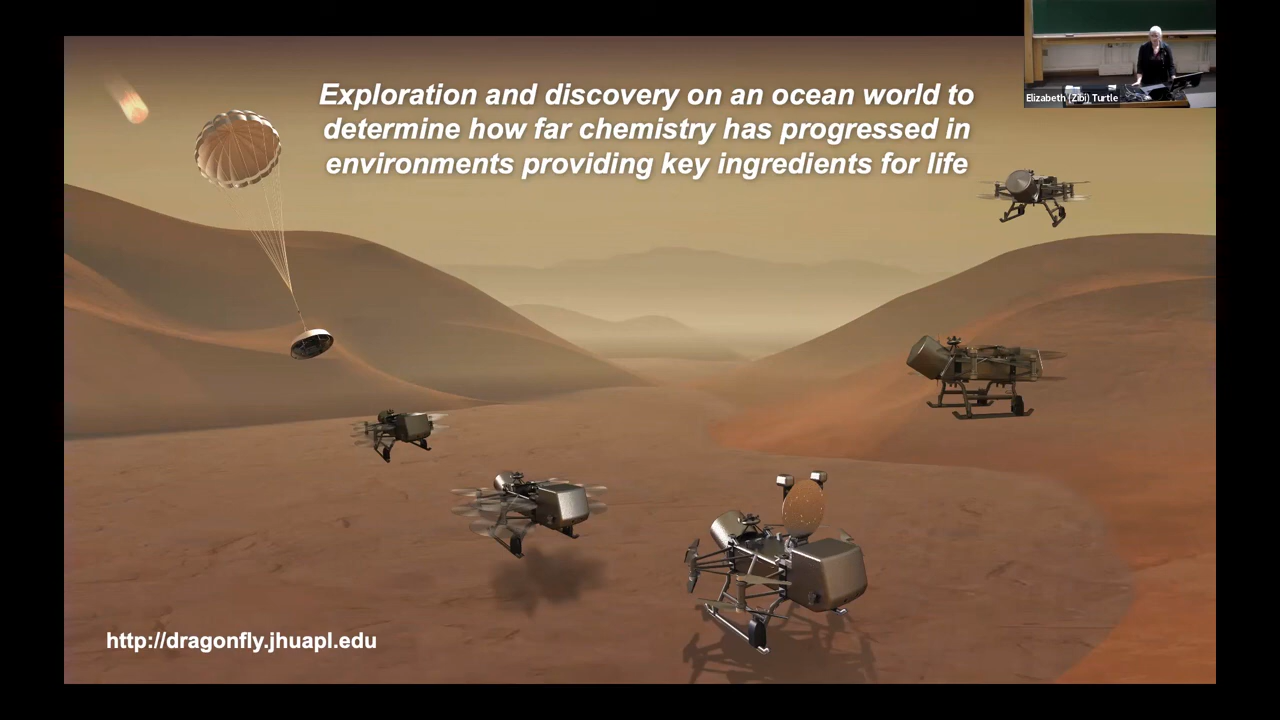 Exploration and discovery on an ocean world to
determine how far chemistry has progressed in
environments providing key ingredients for life
Elizabeth (Zibi) Turtle
http://dragonfly.jhuapl.edu